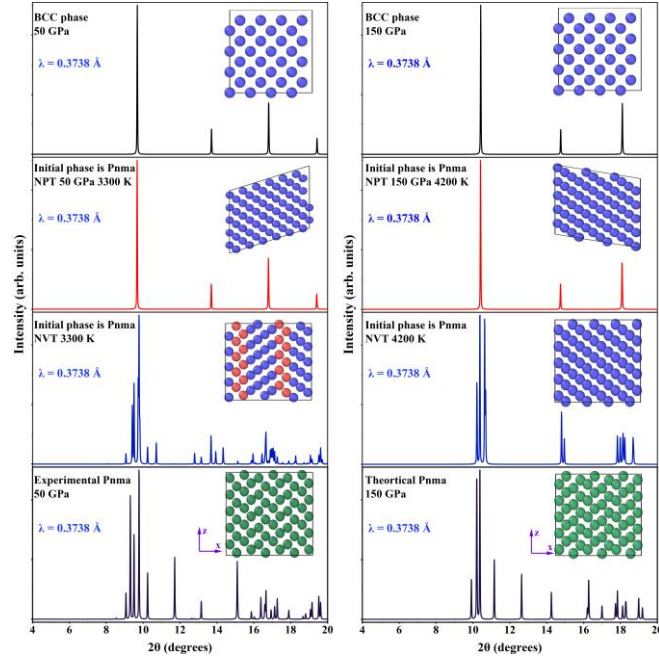 BCC phase
50 GPa
λ = 0.3738
Initial phase is Pnma
NPT 50 GPa 3300 K
λ = 0.3738 Å
Initial phase is Pnma
NVT 3300 K
λ = 0.3738
Experimental Pnma
50 GPa
λ = 0.3738 Å
z
x
4 6 8 10 12 14 16 18 20
2θ (degrees)
Intensity (arb. units)
BCC phase
150 GPa
λ = 0.3738
Initial phase is Pnma
NPT 150 GPa 4200 K
λ = 0.3738 Å
Initial phase is Pnma
NVT 4200 K
λ = 0.3738
Theortical Pnma
150 GPa
λ = 0.3738 Å
z
x
4 6 8 10 12 14 16 18 20
2θ (degrees)
Intensity (arb. units)